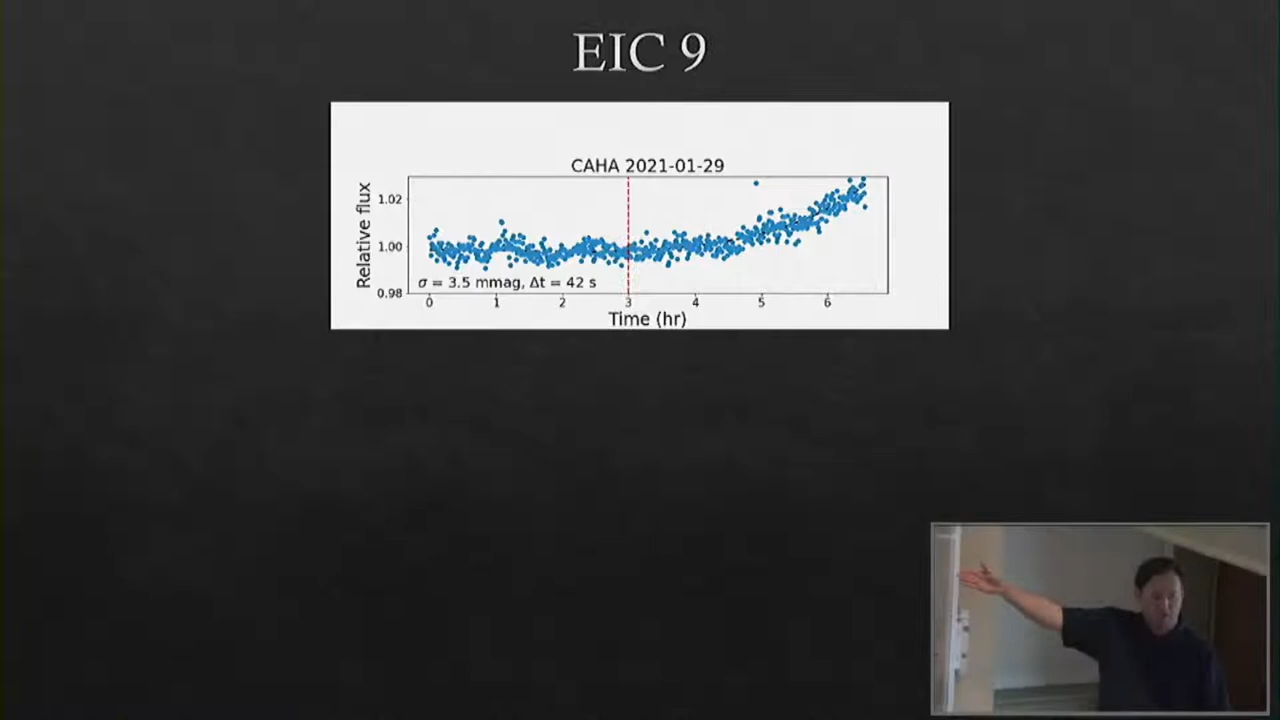 EIC 9
CAHA 2021-01-29
Relative flux
1.02
1.00
0.98
σ = 3.5 mmag, Δt = 42 s
0 1 2 3 4 5 6
Time (hr)